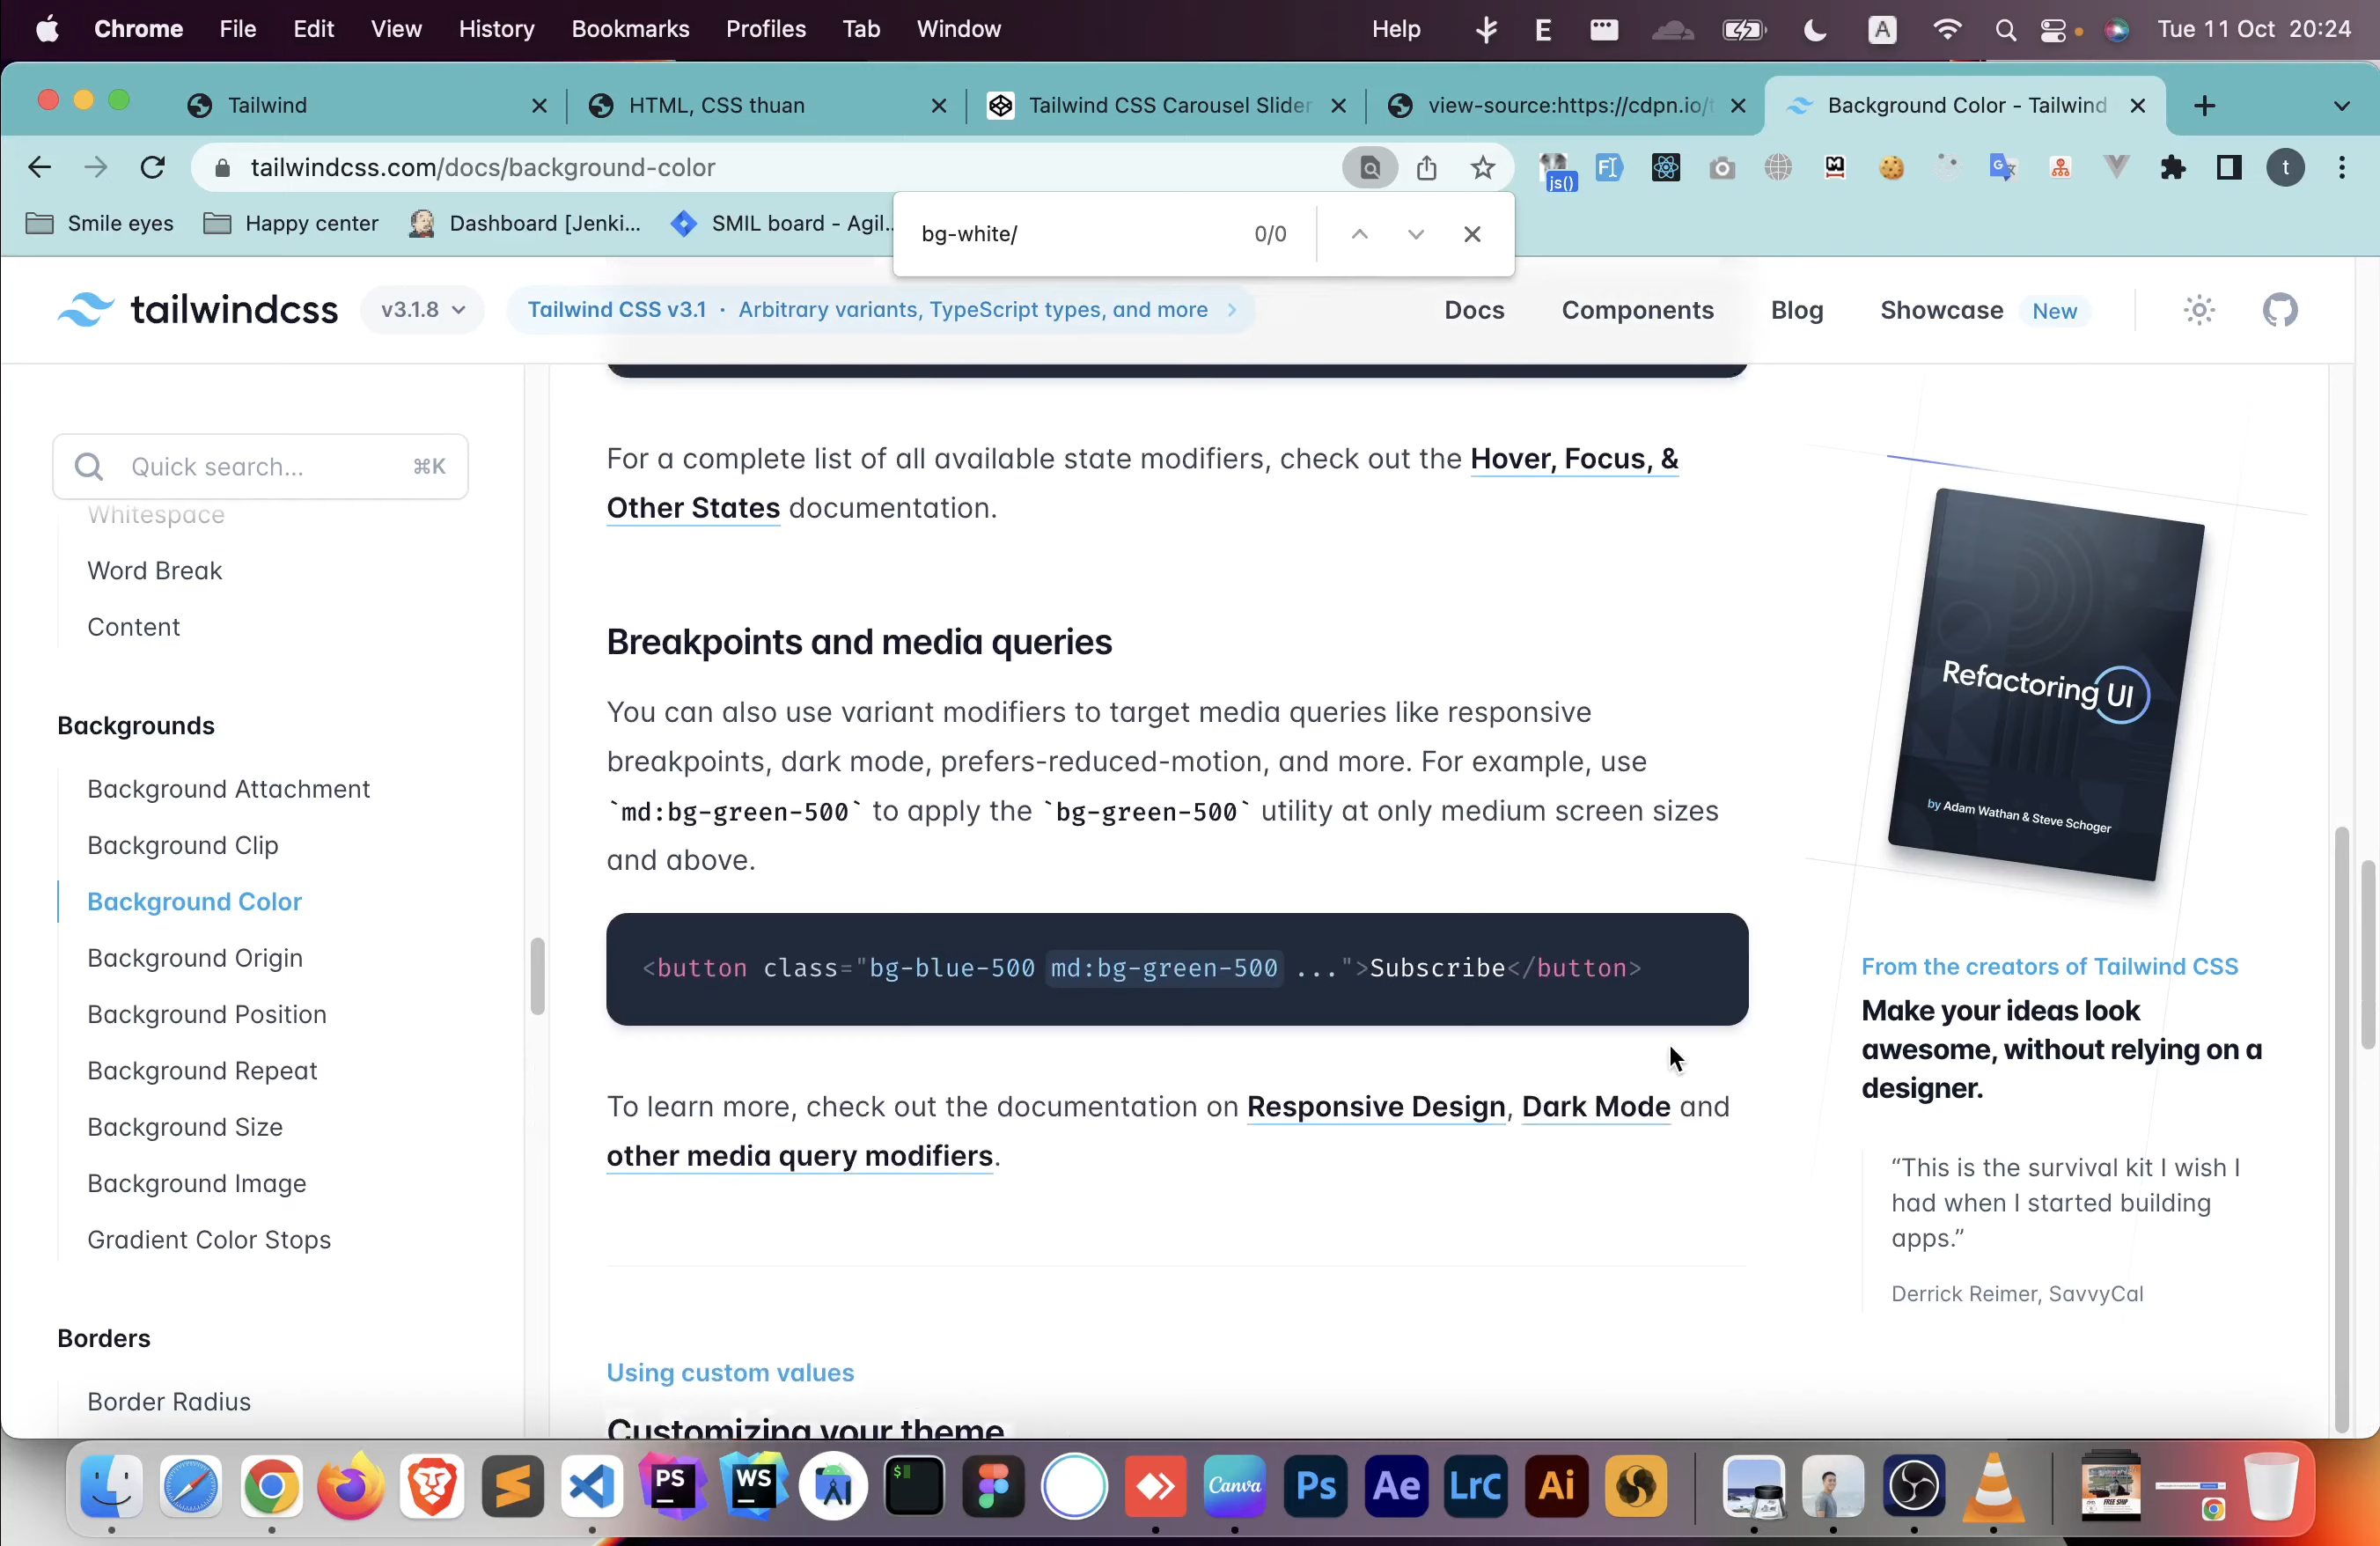 Chrome File Edit View History Bookmarks Profiles Tab Window Help E A Tue 11 Oct 20:24
Tailwind
HTML, CSS thuan
Tailwind CSS Carousel Slider
view-source:https://cdpn.io/t
Background Color - Tailwind
tailwindcss.com/docs/background-color
js()
t
Smile eyes
Happy center
Dashboard [Jenki...
SMIL board - Agil...
bg-white/ 0/0
tailwindcss
v3.1.8
Tailwind CSS v3.1 · Arbitrary variants, TypeScript types, and more
Docs Components Blog Showcase New
Quick search... ⌘K
Whitespace
Word Break
Content
Backgrounds
Background Attachment
Background Clip
Background Color
Background Origin
Background Position
Background Repeat
Background Size
Background Image
Gradient Color Stops
Borders
Border Radius
For a complete list of all available state modifiers, check out the Hover, Focus, &
Other States documentation.
Breakpoints and media queries
You can also use variant modifiers to target media queries like responsive
breakpoints, dark mode, prefers-reduced-motion, and more. For example, use
`md:bg-green-500` to apply the `bg-green-500` utility at only medium screen sizes
and above.
<button class="bg-blue-500 md:bg-green-500 ...">Subscribe</button>
To learn more, check out the documentation on Responsive Design, Dark Mode and
other media query modifiers.
Using custom values
Customizing your theme
Refactoring UI
by Adam Wathan & Steve Schoger
From the creators of Tailwind CSS
Make your ideas look
awesome, without relying on a
designer.
“This is the survival kit I wish I
had when I started building
apps.”
Derrick Reimer, SavvyCal
PS WS $ Canva Ps Ae LrC Ai FREE SHIP